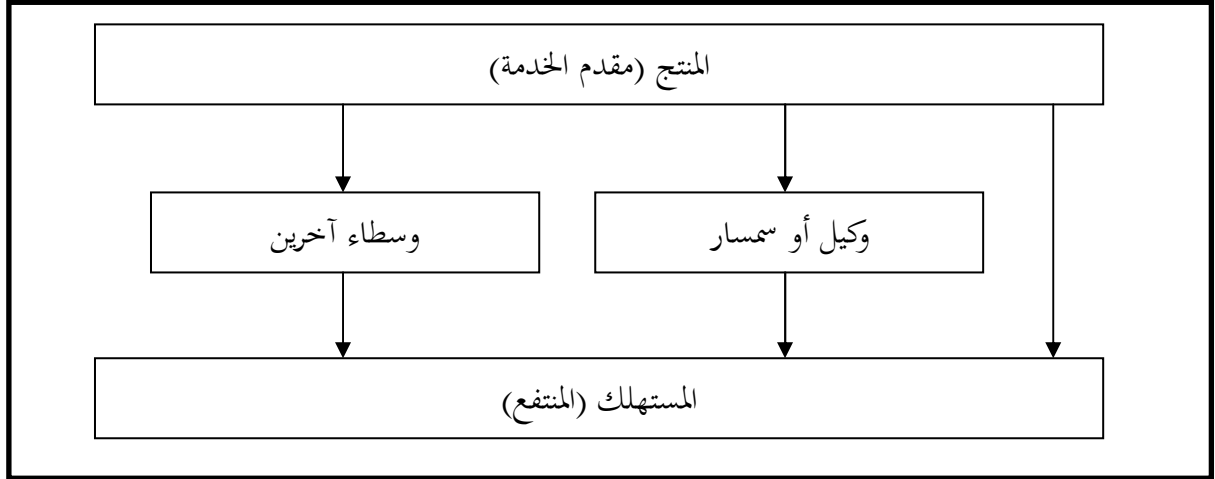 المنتج (مقدم الخدمة)
وكيل أو سمسار
وسطاء آخرين
المستهلك (المنتفع)